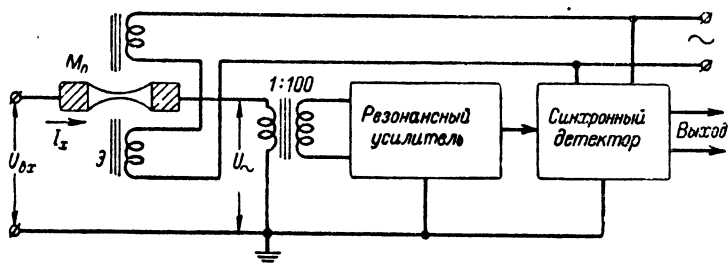 ~
Mп
1:100
Резонансный
усилитель
Синхронный
детектор
Выход
Iх
Uвх
Э
U~